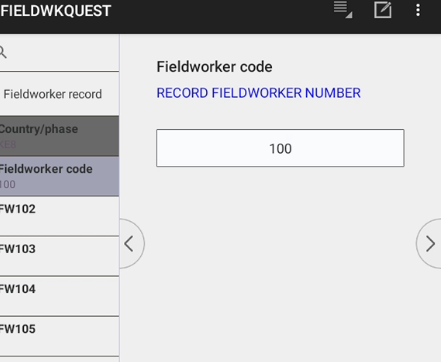 FIELDWKQUEST
Fieldworker record
Country/phase
Fieldworker code
100
FW102
FW103
FW104
FW105
Fieldworker code
RECORD FIELDWORKER NUMBER
100